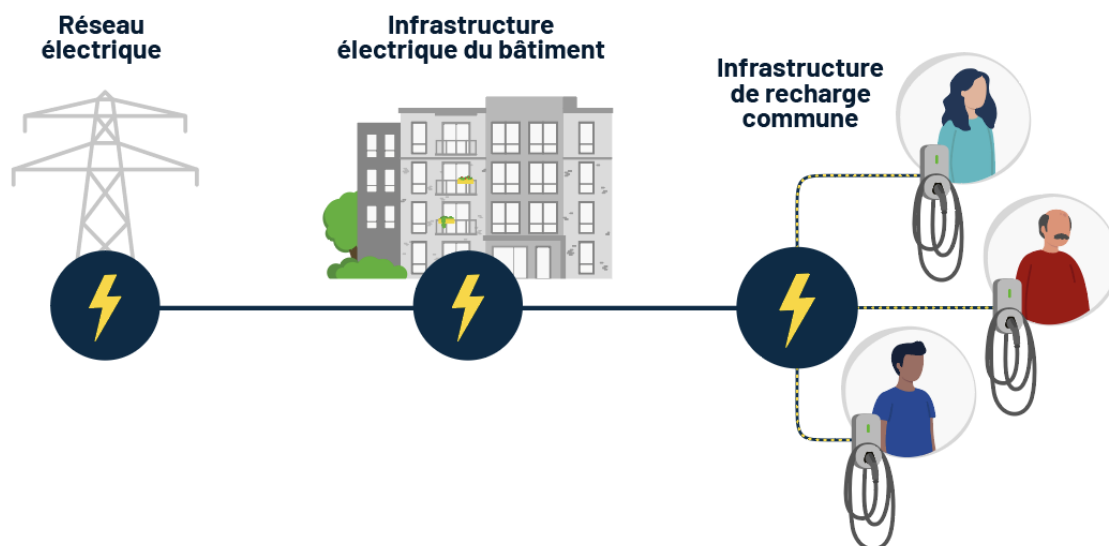 Réseau
électrique
Infrastructure
électrique du bâtiment
Infrastructure
de recharge
commune